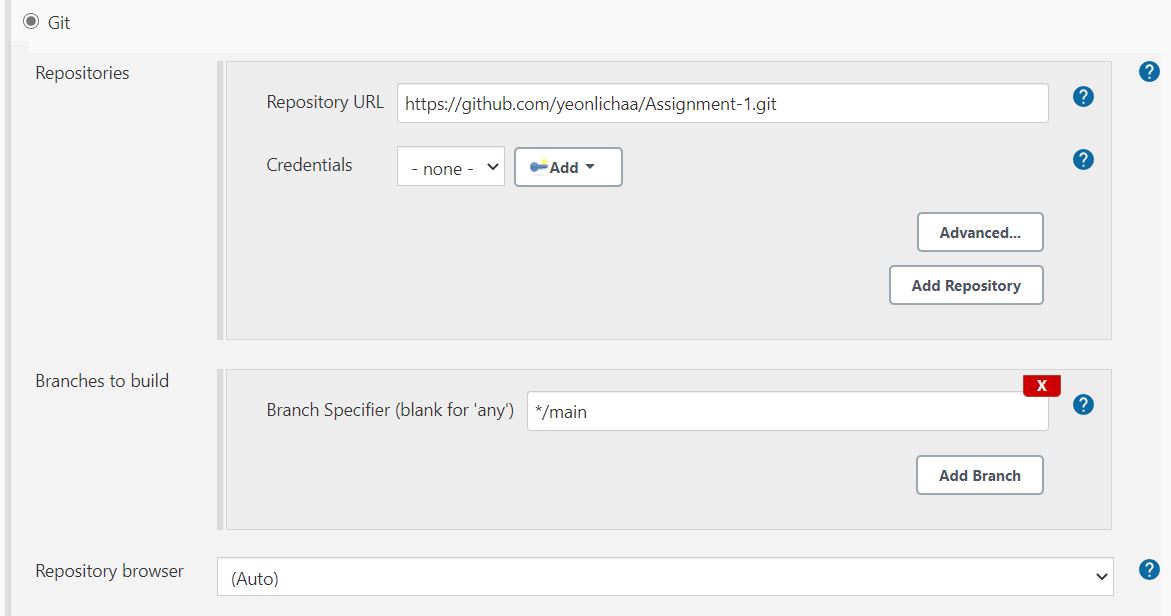 Git
Repositories
Repository URL https://github.com/yeonlichaa/Assignment-1.git
Credentials - none - Add
Advanced...
Add Repository
Branches to build
X
Branch Specifier (blank for 'any') */main
Add Branch
Repository browser (Auto)